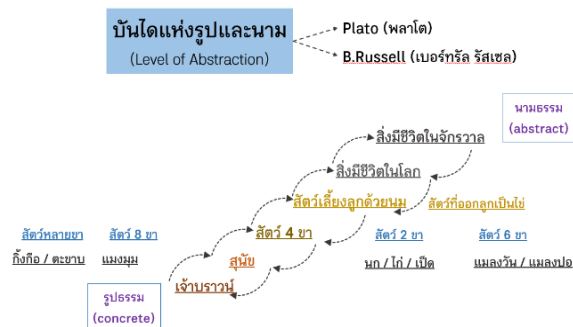 บันไดแห่งรูปและนาม
(Level of Abstraction)
Plato (พลาโต)
B.Russell (เบอร์ทรัล รัสเซล)
นามธรรม
(abstract)
สิ่งมีชีวิตในจักรวาล
สิ่งมีชีวิตในโลก
สัตว์เลี้ยงลูกด้วยนม
สัตว์ที่ออกลูกเป็นไข่
สัตว์หลายขา
สัตว์ 8 ขา
สัตว์ 4 ขา
สัตว์ 2 ขา
สัตว์ 6 ขา
กิ้งกือ / ตะขาบ
แมงมุม
สุนัข
นก / ไก่ / เป็ด
แมลงวัน / แมลงปอ
เจ้าบราวน์
รูปธรรม
(concrete)